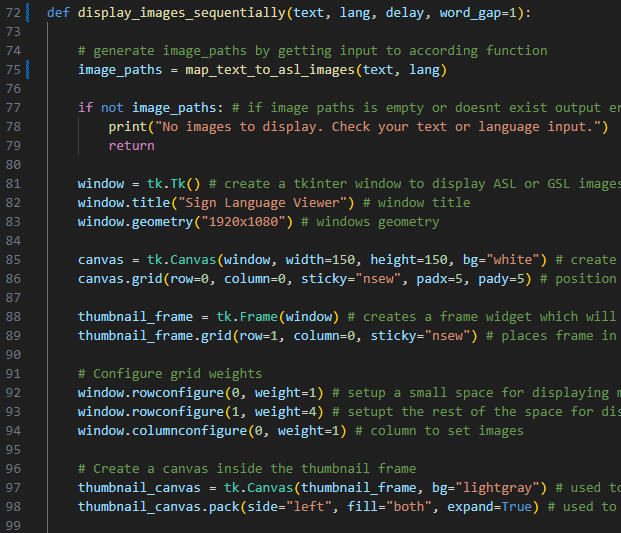 72 def display_images_sequentially(text, lang, delay, word_gap=1):
73
74 # generate image_paths by getting input to according function
75 image_paths = map_text_to_asl_images(text, lang)
76
77 if not image_paths: # if image paths is empty or doesnt exist output er
78 print("No images to display. Check your text or language input.")
79 return
80
81 window = tk.Tk() # create a tkinter window to display ASL or GSL images
82 window.title("Sign Language Viewer") # window title
83 window.geometry("1920x1080") # windows geometry
84
85 canvas = tk.Canvas(window, width=150, height=150, bg="white") # create
86 canvas.grid(row=0, column=0, sticky="nsew", padx=5, pady=5) # position
87
88 thumbnail_frame = tk.Frame(window) # creates a frame widget which will
89 thumbnail_frame.grid(row=1, column=0, sticky="nsew") # places frame in
90
91 # Configure grid weights
92 window.rowconfigure(0, weight=1) # setup a small space for displaying m
93 window.rowconfigure(1, weight=4) # setupt the rest of the space for dis
94 window.columnconfigure(0, weight=1) # column to set images
95
96 # Create a canvas inside the thumbnail frame
97 thumbnail_canvas = tk.Canvas(thumbnail_frame, bg="lightgray") # used to
98 thumbnail_canvas.pack(side="left", fill="both", expand=True) # used to
99